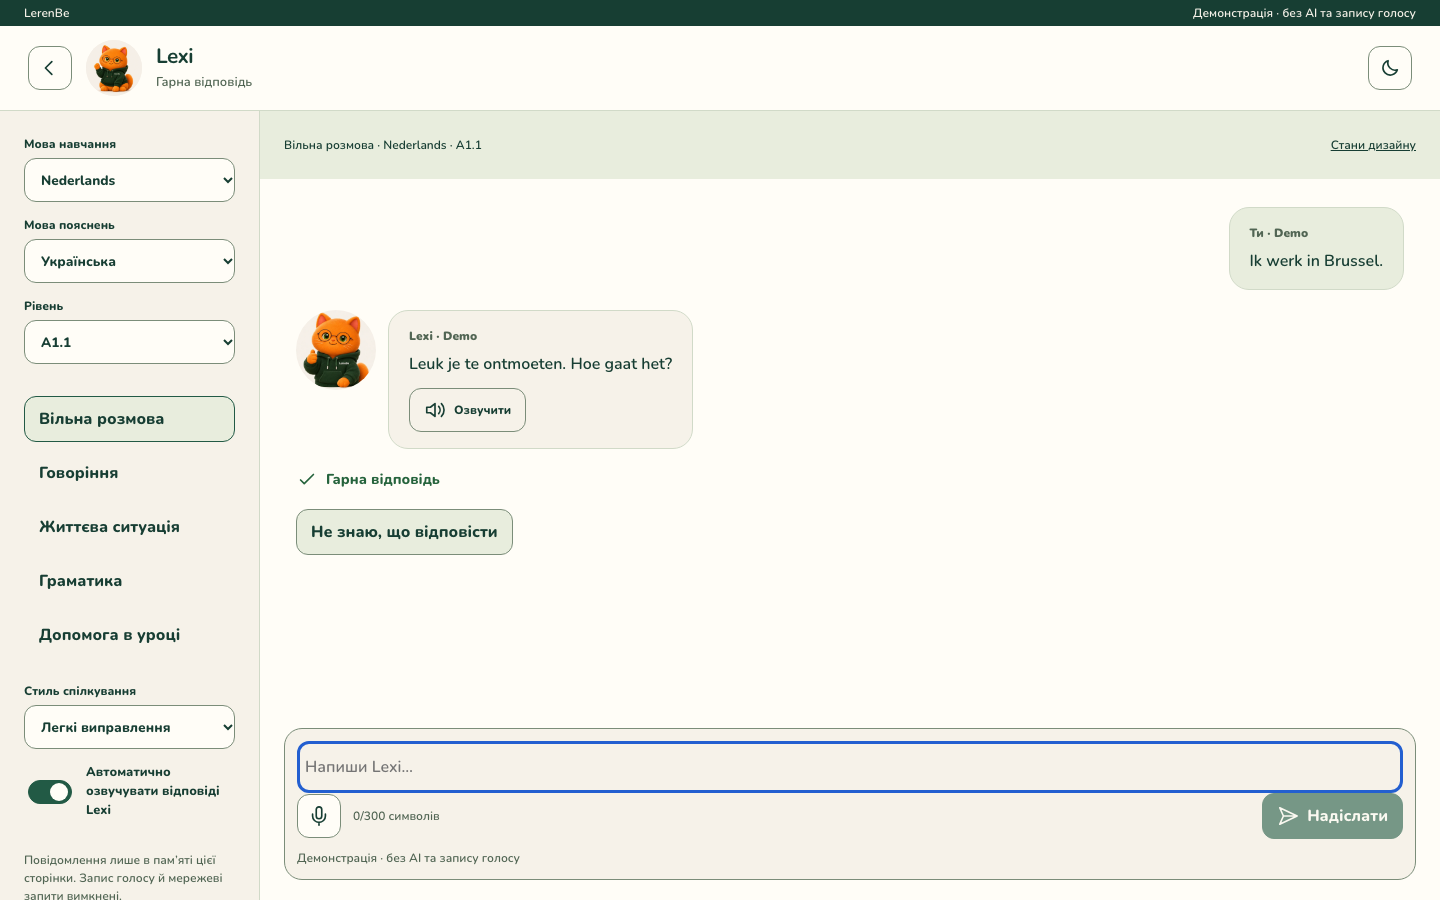 LerenBe
Демонстрація · без AI та запису голосу
Lexi
Гарна відповідь
Мова навчання
Nederlands
Мова пояснень
Українська
Рівень
A1.1
Вільна розмова
Говоріння
Життєва ситуація
Граматика
Допомога в уроці
Стиль спілкування
Легкі виправлення
Автоматично
озвучувати відповіді
Lexi
Повідомлення лише в пам’яті цієї
сторінки. Запис голосу й мережеві
запити вимкнені.
Вільна розмова · Nederlands · A1.1
Стани дизайну
Ти · Demo
Ik werk in Brussel.
Lexi · Demo
Leuk je te ontmoeten. Hoe gaat het?
Озвучити
Гарна відповідь
Не знаю, що відповісти
Напиши Lexi...
0/300 символів
Надіслати
Демонстрація · без AI та запису голосу